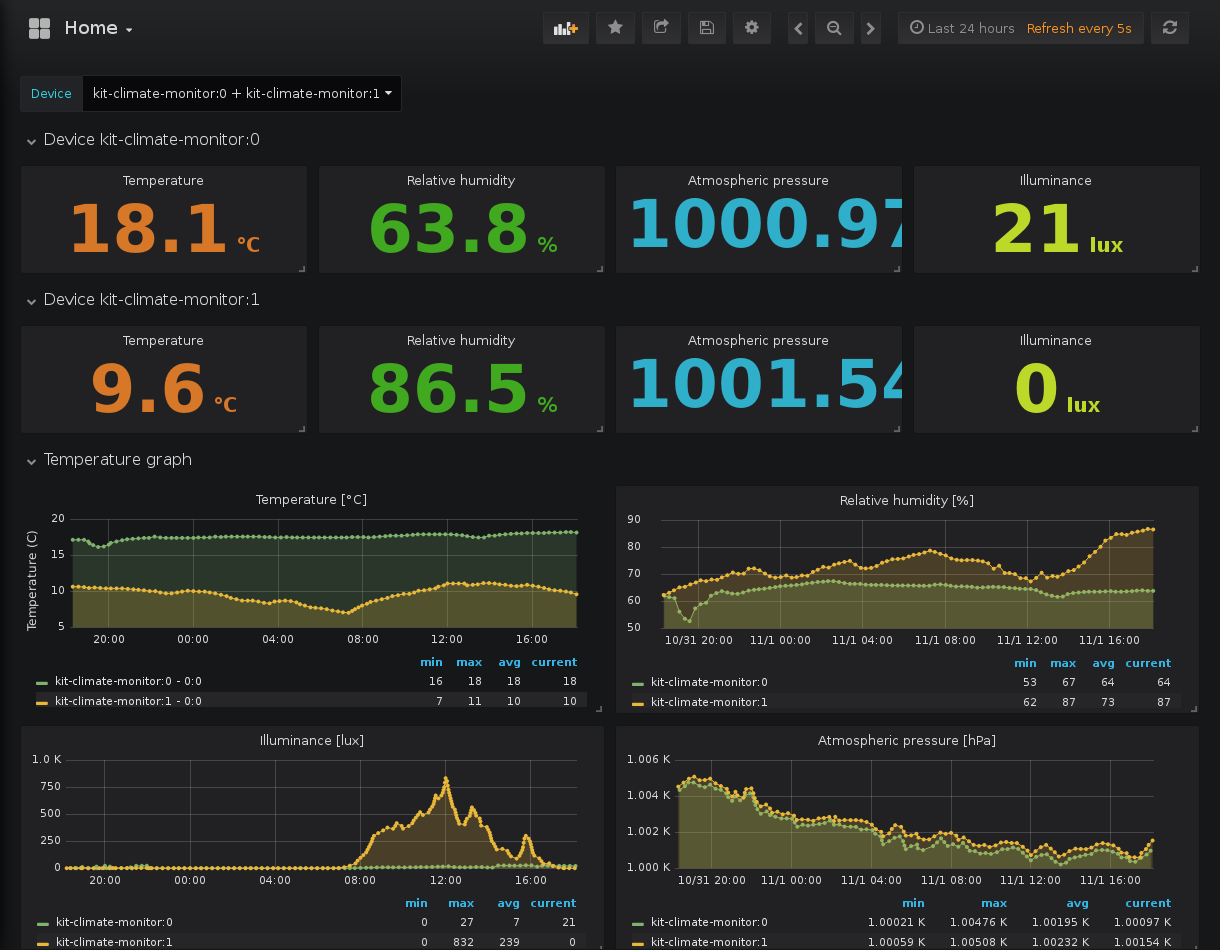 Home
Last 24 hours Refresh every 5s
Device kit-climate-monitor:0 + kit-climate-monitor:1
Device kit-climate-monitor:0
Temperature Relative humidity Atmospheric pressure Illuminance
18.1 °C 63.8 % 1000.97 21 lux
Device kit-climate-monitor:1
Temperature Relative humidity Atmospheric pressure Illuminance
9.6 °C 86.5 % 1001.54 0 lux
Temperature graph
Temperature [°C]
Temperature (C)
20
15
10
5
20:00 00:00 04:00 08:00 12:00 16:00
min max avg current
kit-climate-monitor:0 - 0:0 16 18 18 18
kit-climate-monitor:1 - 0:0 7 11 10 10
Relative humidity [%]
90
80
70
60
50
10/31 20:00 11/1 00:00 11/1 04:00 11/1 08:00 11/1 12:00 11/1 16:00
min max avg current
kit-climate-monitor:0 53 67 64 64
kit-climate-monitor:1 62 87 73 87
Illuminance [lux]
1.0 K
750
500
250
0
20:00 00:00 04:00 08:00 12:00 16:00
min max avg current
kit-climate-monitor:0 0 27 7 21
kit-climate-monitor:1 0 832 239 0
Atmospheric pressure [hPa]
1.006 K
1.004 K
1.002 K
1.000 K
10/31 20:00 11/1 00:00 11/1 04:00 11/1 08:00 11/1 12:00 11/1 16:00
min max avg current
kit-climate-monitor:0 1.00021 K 1.00476 K 1.00195 K 1.00097 K
kit-climate-monitor:1 1.00059 K 1.00508 K 1.00232 K 1.00154 K